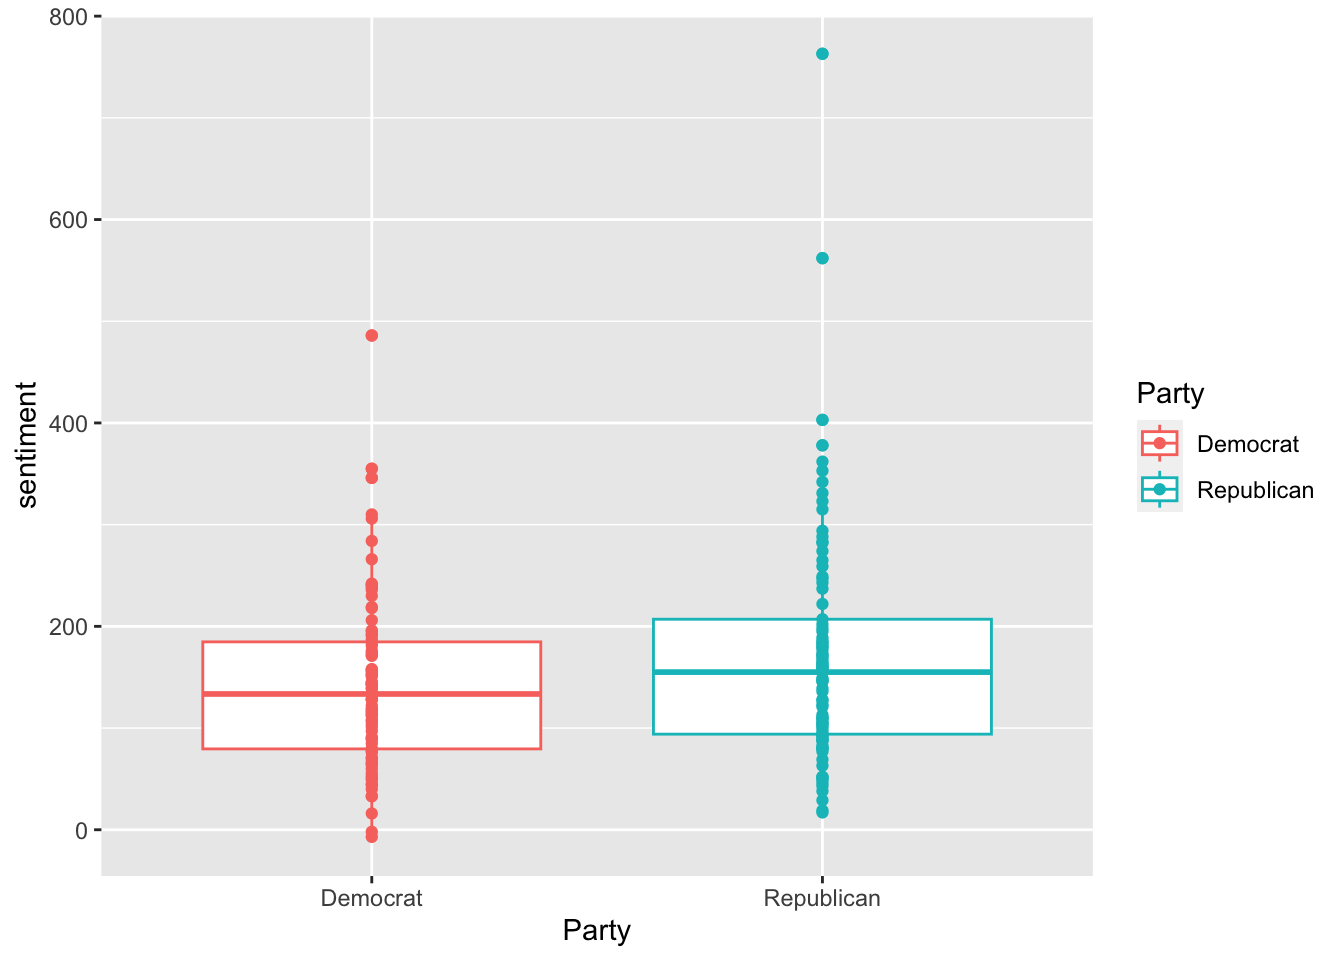 800
600
400
200
0
sentiment
Democrat
Republican
Party
Party
Democrat
Republican